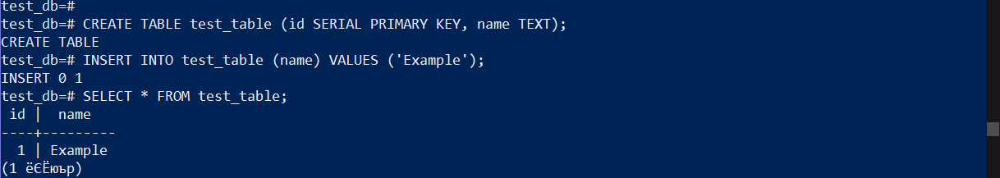 test_db=#
test_db=# CREATE TABLE test_table (id SERIAL PRIMARY KEY, name TEXT);
CREATE TABLE
test_db=# INSERT INTO test_table (name) VALUES ('Example');
INSERT 0 1
test_db=# SELECT * FROM test_table;
 id |  name
----+---------
  1 | Example
(1 ёЄЁюър)